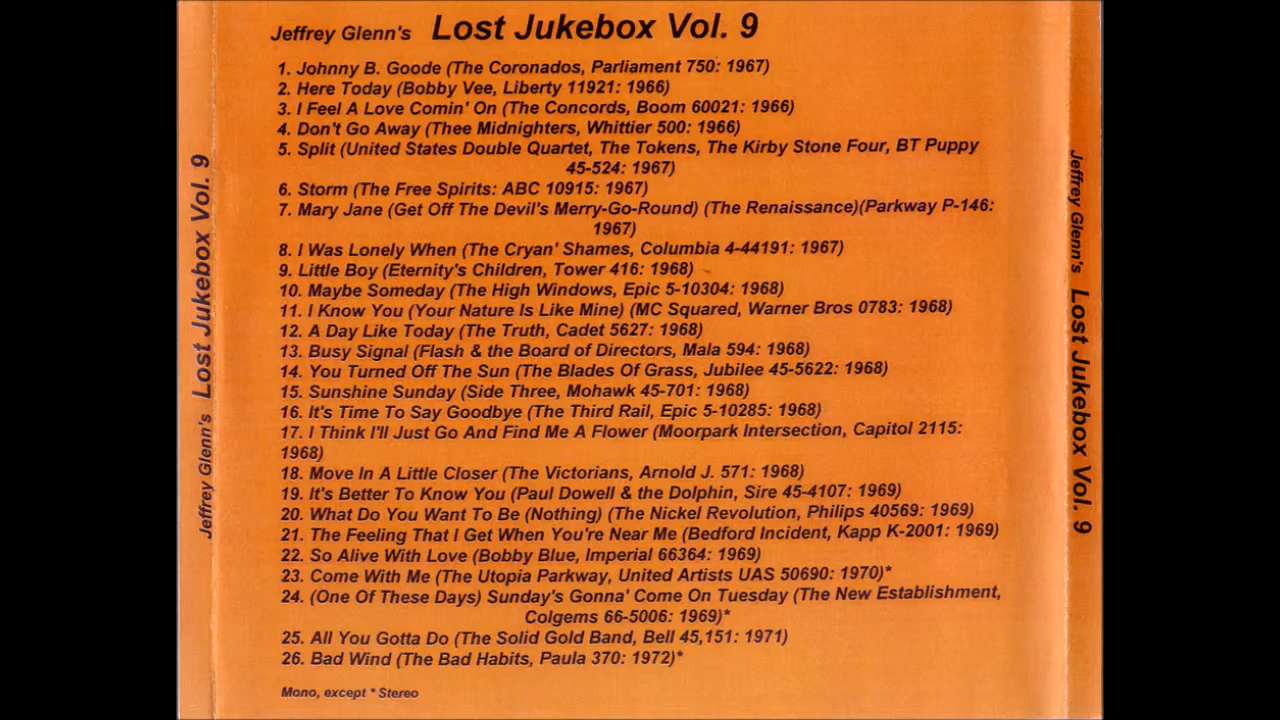 Jeffrey Glenn's Lost Jukebox Vol. 9
1. Johnny B. Goode (The Coronados, Parliament 750: 1967)
2. Here Today (Bobby Vee, Liberty 11921: 1966)
3. I Feel A Love Comin' On (The Concords, Boom 60021: 1966)
4. Don't Go Away (Thee Midnighters, Whittier 500: 1966)
5. Split (United States Double Quartet, The Tokens, The Kirby Stone Four, BT Puppy
45-524: 1967)
6. Storm (The Free Spirits: ABC 10915: 1967)
7. Mary Jane (Get Off The Devil's Merry-Go-Round) (The Renaissance)(Parkway P-146:
1967)
8. I Was Lonely When (The Cryan' Shames, Columbia 4-44191: 1967)
9. Little Boy (Eternity's Children, Tower 416: 1968)
10. Maybe Someday (The High Windows, Epic 5-10304: 1968)
11. I Know You (Your Nature Is Like Mine) (MC Squared, Warner Bros 0783: 1968)
12. A Day Like Today (The Truth, Cadet 5627: 1968)
13. Busy Signal (Flash & the Board of Directors, Mala 594: 1968)
14. You Turned Off The Sun (The Blades Of Grass, Jubilee 45-5622: 1968)
15. Sunshine Sunday (Side Three, Mohawk 45-701: 1968)
16. It's Time To Say Goodbye (The Third Rail, Epic 5-10285: 1968)
17. I Think I'll Just Go And Find Me A Flower (Moorpark Intersection, Capitol 2115:
1968)
18. Move In A Little Closer (The Victorians, Arnold J. 571: 1968)
19. It's Better To Know You (Paul Dowell & the Dolphin, Sire 45-4107: 1969)
20. What Do You Want To Be (Nothing) (The Nickel Revolution, Philips 40569: 1969)
21. The Feeling That I Get When You're Near Me (Bedford Incident, Kapp K-2001: 1969)
22. So Alive With Love (Bobby Blue, Imperial 66364: 1969)
23. Come With Me (The Utopia Parkway, United Artists UAS 50690: 1970)*
24. (One Of These Days) Sunday's Gonna' Come On Tuesday (The New Establishment,
Colgems 66-5006: 1969)*
25. All You Gotta Do (The Solid Gold Band, Bell 45,151: 1971)
26. Bad Wind (The Bad Habits, Paula 370: 1972)*
Mono, except * Stereo
Jeffrey Glenn's Lost Jukebox Vol. 9
Jeffrey Glenn's Lost Jukebox Vol. 9